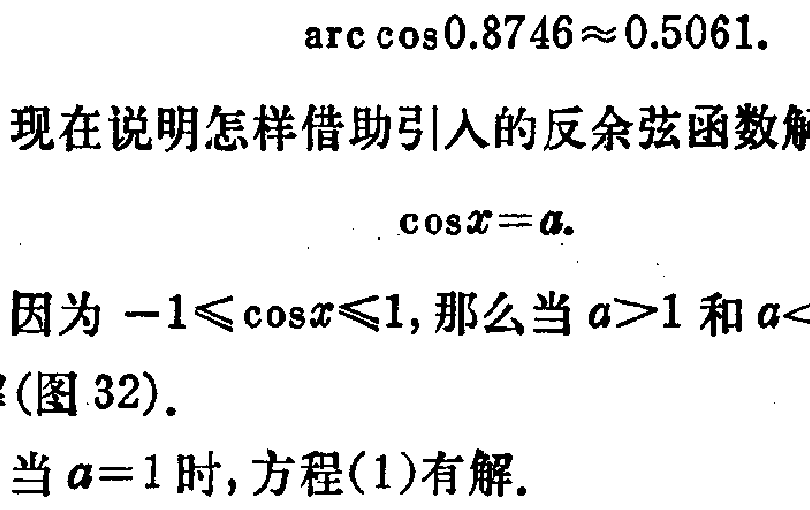 arc cos0.8746≈0.5061.
现在说明怎样借助引入的反余弦函数解
cosx=a.
因为 -1⩽cosx⩽1, 那么当 a>1 和 a<
(图 32).
当 a=1 时, 方程(1)有解.